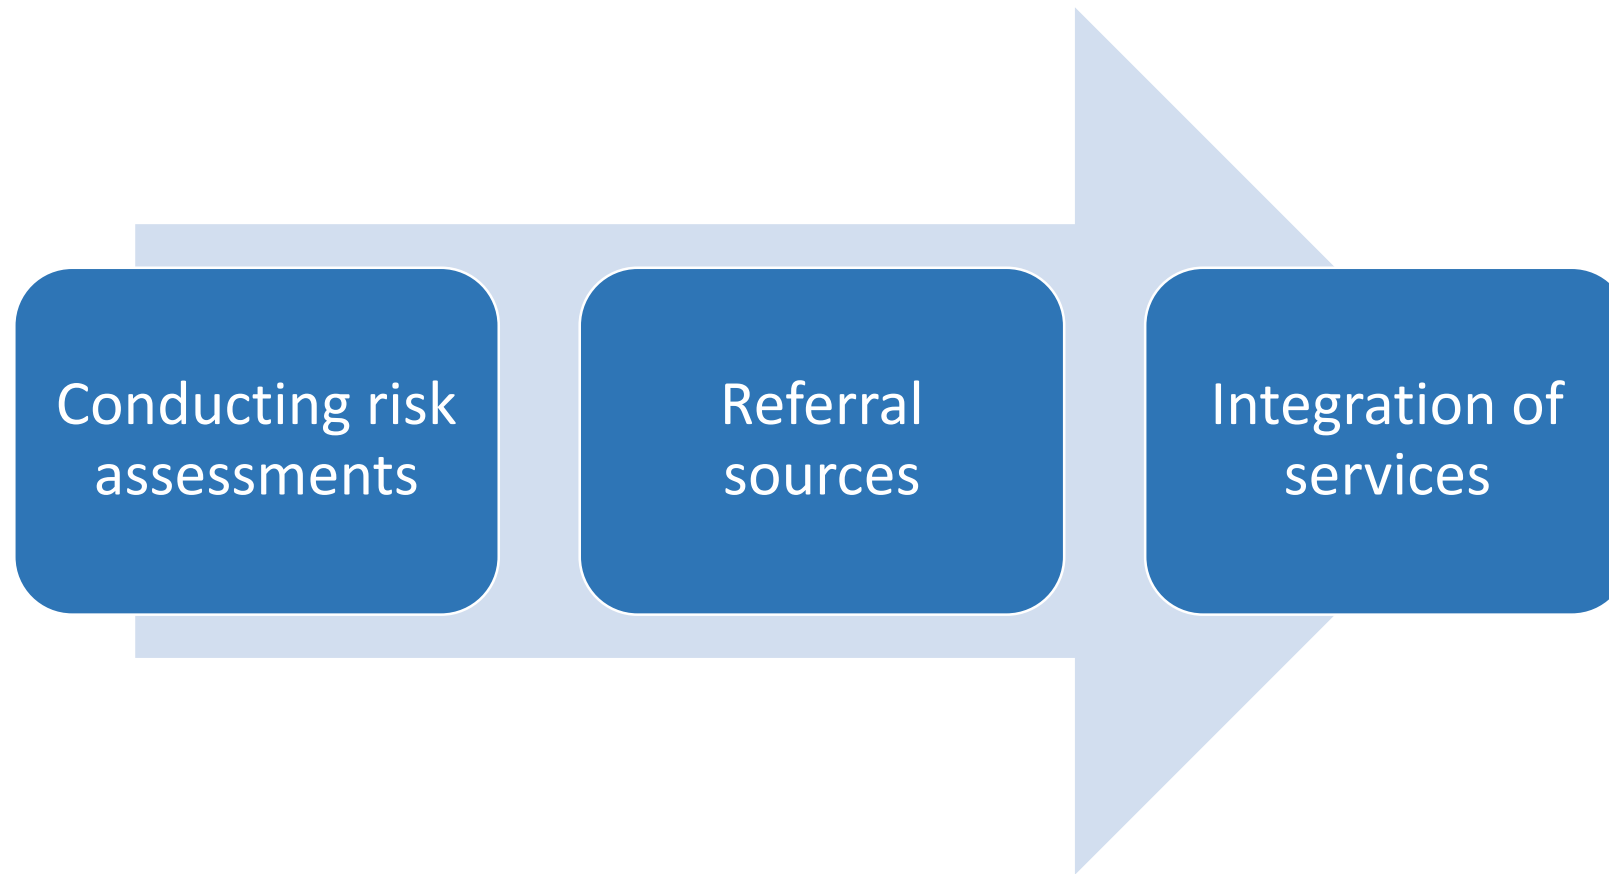 Conducting risk
assessments
Referral
sources
Integration of
services